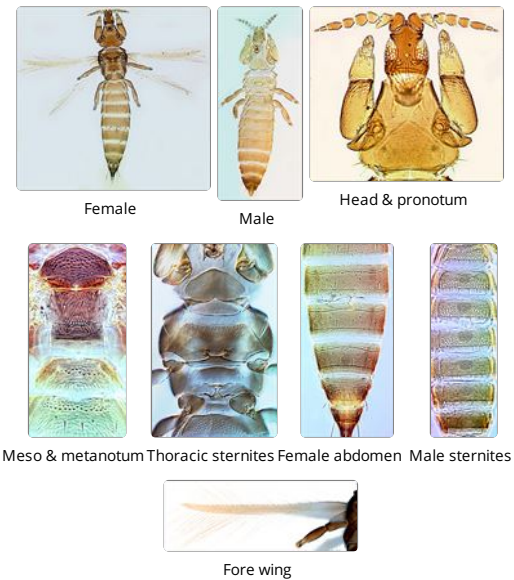 Female
Male
Head & pronotum
Meso & metanotum
Thoracic sternites
Female abdomen
Male sternites
Fore wing